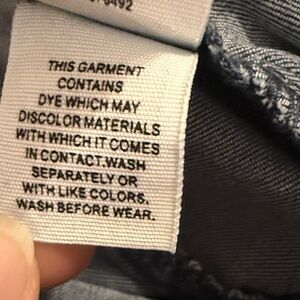 6492
THIS GARMENT
CONTAINS
DYE WHICH MAY
DISCOLOR MATERIALS
WITH WHICH IT COMES
IN CONTACT.WASH
SEPARATELY OR
WITH LIKE COLORS.
WASH BEFORE WEAR.